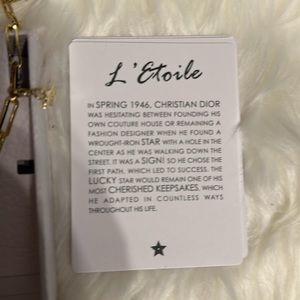 L'Etoile
IN SPRING 1946, CHRISTIAN DIOR
WAS HESITATING BETWEEN FOUNDING HIS
OWN COUTURE HOUSE OR REMAINING A
FASHION DESIGNER WHEN HE FOUND A
WROUGHT-IRON STAR WITH A HOLE IN THE
CENTER AS HE WAS WALKING DOWN THE
STREET. IT WAS A SIGN! SO HE CHOSE THE
FIRST PATH, WHICH LED TO SUCCESS. THE
LUCKY STAR WOULD REMAIN ONE OF HIS
MOST CHERISHED KEEPSAKES, WHICH
HE ADAPTED IN COUNTLESS WAYS
THROUGHOUT HIS LIFE.